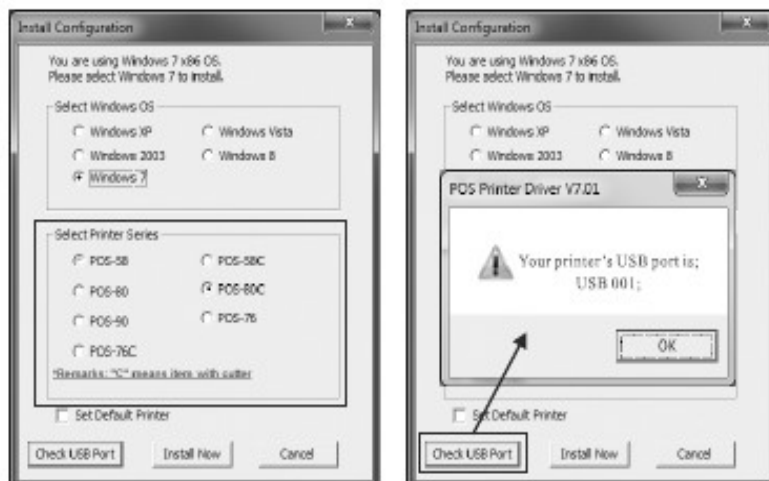 Install Configuration
You are using Windows 7 x86 OS.
Please select Windows 7 to install.
Select Windows OS
Windows XP
Windows Vista
Windows 2003
Windows 8
Windows 7
Select Printer Series
POS-58
POS-58C
POS-80
POS-80C
POS-90
POS-76
POS-76C
*Remarks: "C" means item with cutter
Set Default Printer
Check USB Port
Install Now
Cancel
Install Configuration
You are using Windows 7 x86 OS.
Please select Windows 7 to install.
Select Windows OS
Windows XP
Windows Vista
Windows 2003
Windows 8
POS Printer Driver V7.01
Your printer's USB port is;
USB 001;
OK
Set Default Printer
Check USB Port
Install Now
Cancel